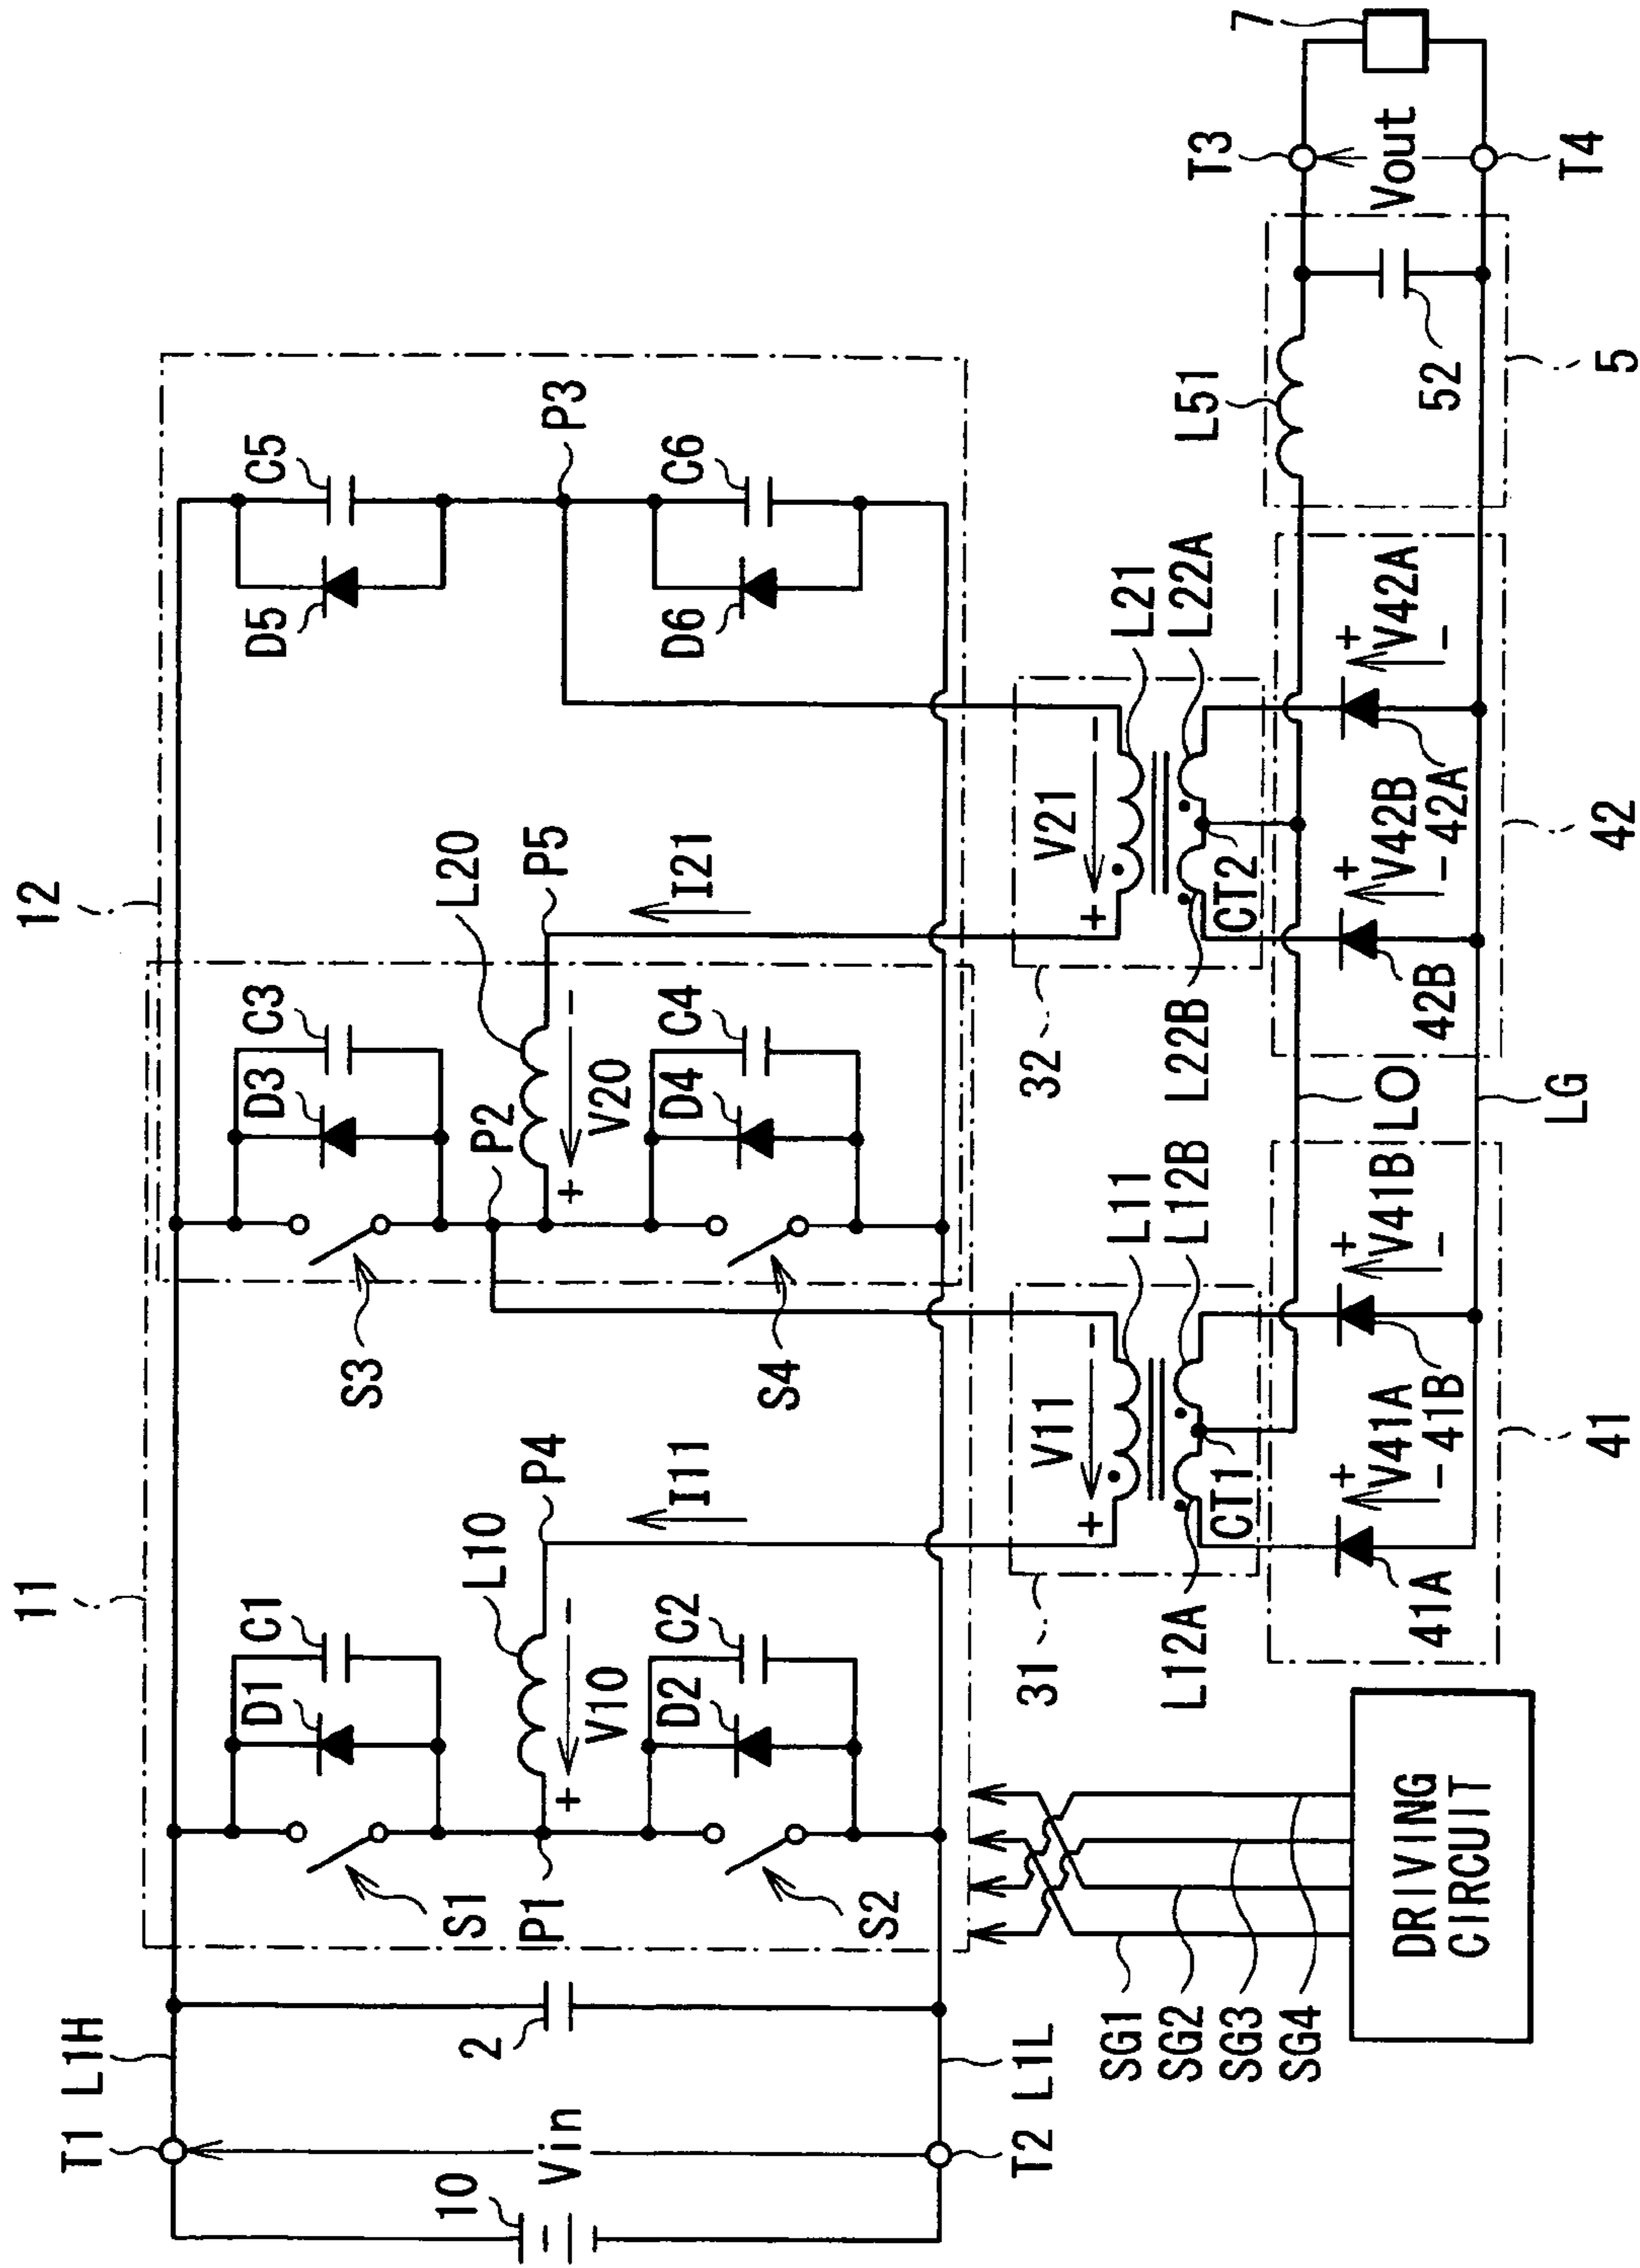 11
12
T1
L1H
10
Vin
2
T2
L1L
S1
D1
C1
P1
L10
P4
+
V10
−
S2
D2
C2
I11
S3
D3
C3
P2
L20
P5
+
V20
−
S4
D4
C4
I21
D5
C5
P3
D6
C6
31
+
V11
−
L11
L12B
L12A
CT1
32
+
V21
−
L21
L22A
L22B
CT2
SG1
SG2
SG3
SG4
DRIVING
CIRCUIT
41A
+
V41A
−
41B
+
V41B
−
41
LO
LG
42B
+
V42B
−
42A
+
V42A
−
42
L51
52
5
T3
Vout
T4
7